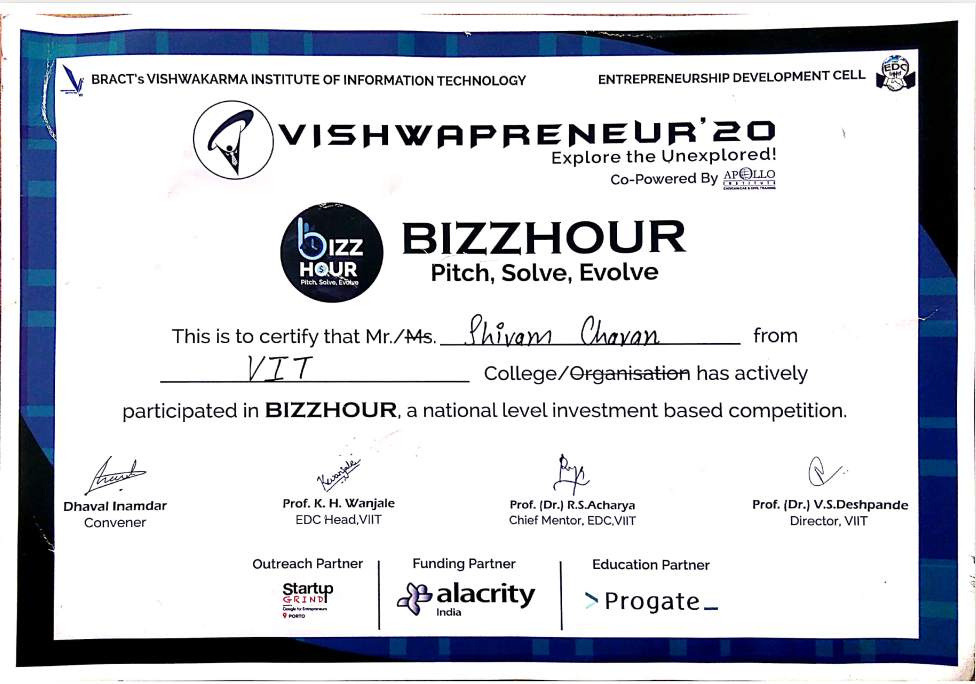 BRACT's VISHWAKARMA INSTITUTE OF INFORMATION TECHNOLOGY
ENTREPRENEURSHIP DEVELOPMENT CELL
EDC
VISHWAPRENEUR'20
Explore the Unexplored!
Co-Powered By APOLLO
INSTITUTE
BIZZ
HOUR
Pitch, Solve, Evolve
BIZZHOUR
Pitch, Solve, Evolve
This is to certify that Mr./Ms. Shivam Chavan from
VIT College/Organisation has actively
participated in BIZZHOUR, a national level investment based competition.
Dhaval Inamdar
Convener
Prof. K. H. Wanjale
EDC Head,VIIT
Prof. (Dr.) R.S.Acharya
Chief Mentor, EDC,VIIT
Prof. (Dr.) V.S.Deshpande
Director, VIIT
Outreach Partner
Startup
GRIND
Google for Entrepreneurs
PORTO
Funding Partner
alacrity
India
Education Partner
Progate